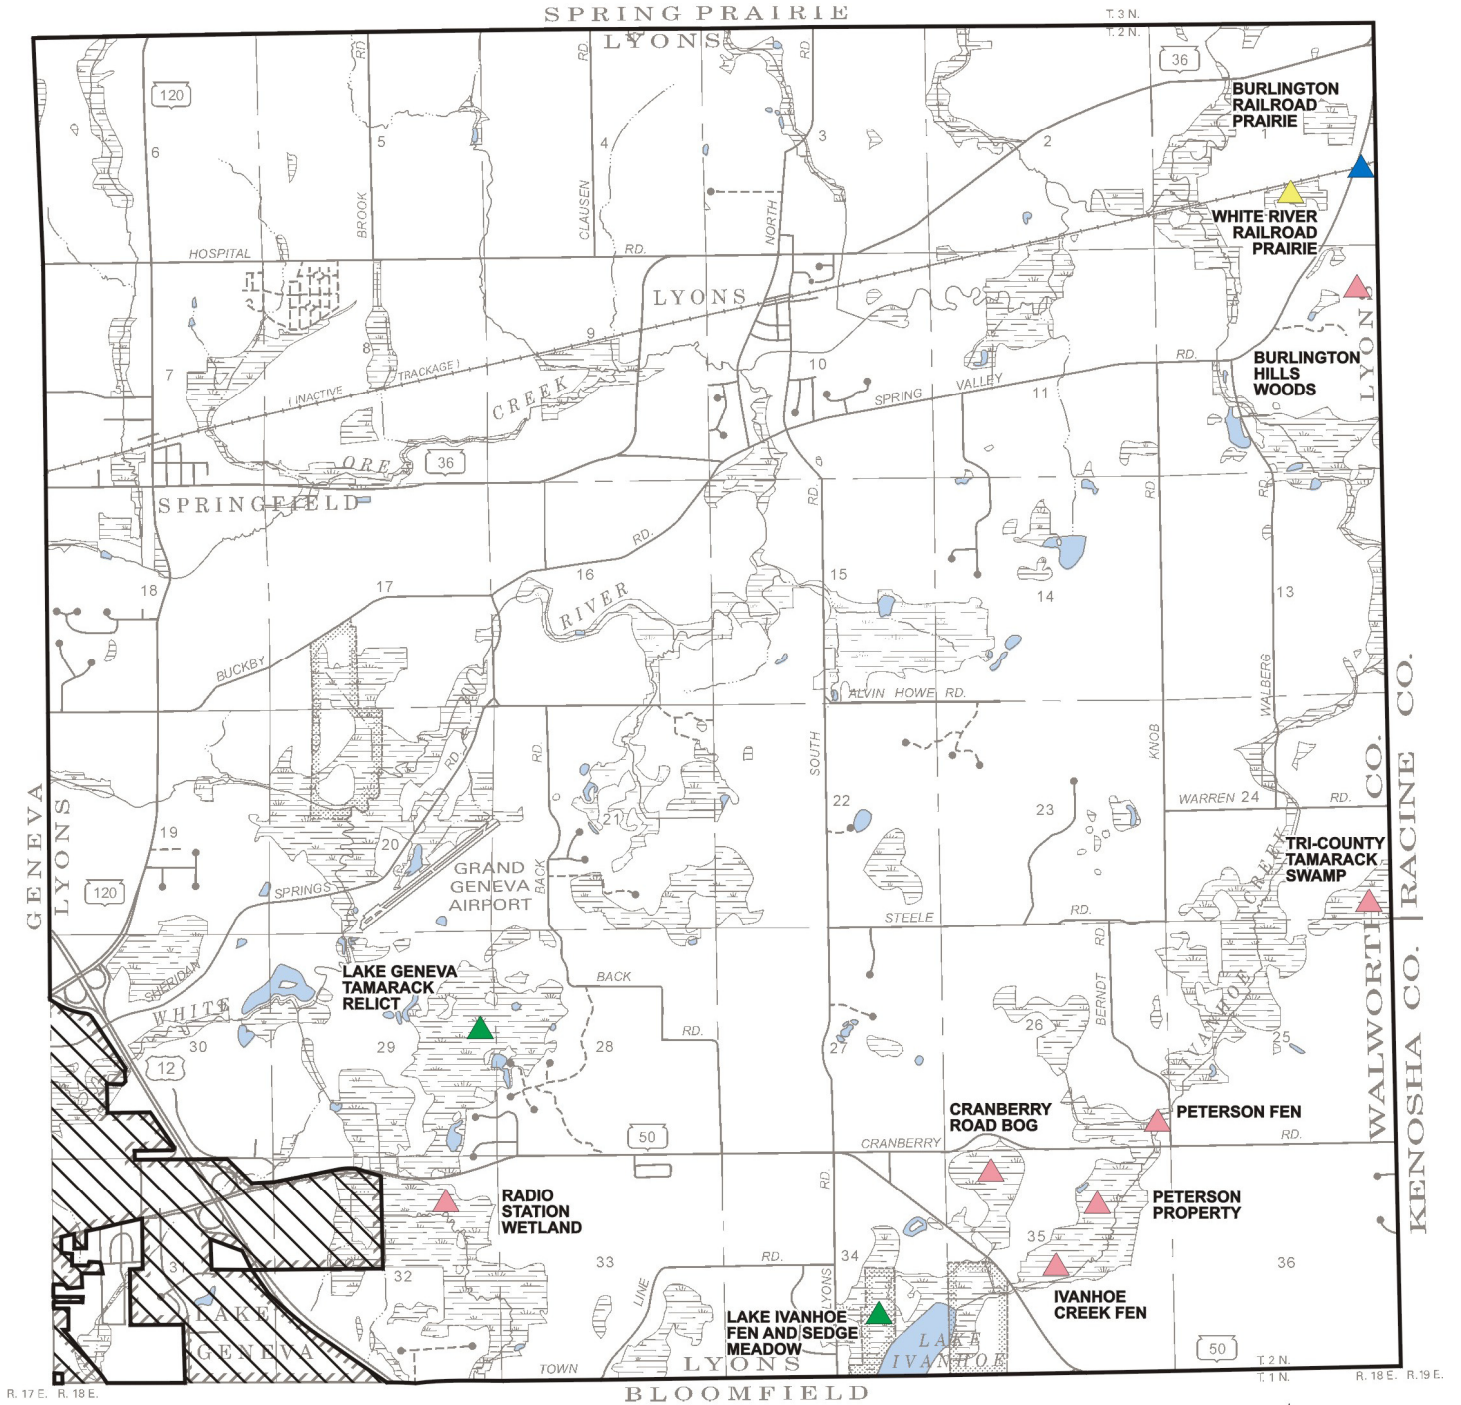 SPRING PRAIRIE
LYONS
T. 3 N.
T. 2 N.
120
BROOK
RD.
CLAUSEN
RD.
NORTH
RD.
36
6
5
4
3
2
1
BURLINGTON
RAILROAD
PRAIRIE
WHITE RIVER
RAILROAD
PRAIRIE
HOSPITAL
RD.
LYONS
7
8
9
10
11
( INACTIVE
TRACKAGE )
ORE
CREEK
36
SPRING
VALLEY
RD.
BURLINGTON
HILLS
WOODS
LYONS
SPRINGFIELD
RD.
RD.
RD.
RD.
18
17
16
15
14
13
RIVER
BUCKBY
ALVIN HOWE RD.
WALBERG
KNOB
SOUTH
RD.
RD.
GENEVA
LYONS
19
20
21
22
23
WARREN
24
RD.
RACINE CO.
CO.
120
SPRINGS
GRAND
GENEVA
AIRPORT
BACK
STEELE
RD.
TRI-COUNTY
TAMARACK
SWAMP
CREEK
IVANHOE
RD.
BERNDT
WALWORTH
KENOSHA CO.
SHERIDAN
WHITE
LAKE GENEVA
TAMARACK
RELICT
BACK
RD.
30
29
28
27
26
25
12
50
CRANBERRY
ROAD BOG
PETERSON FEN
CRANBERRY
RD.
RADIO
STATION
WETLAND
RD.
PETERSON
PROPERTY
31
32
33
34
35
36
RD.
LINE
LYONS
LAKE
GENEVA
LAKE IVANHOE
FEN AND SEDGE
MEADOW
LAKE
IVANHOE
IVANHOE
CREEK FEN
50
TOWN
LYONS
BLOOMFIELD
T. 2 N.
T. 1 N.
R. 17 E. R. 18 E.
R. 18 E. R. 19 E.